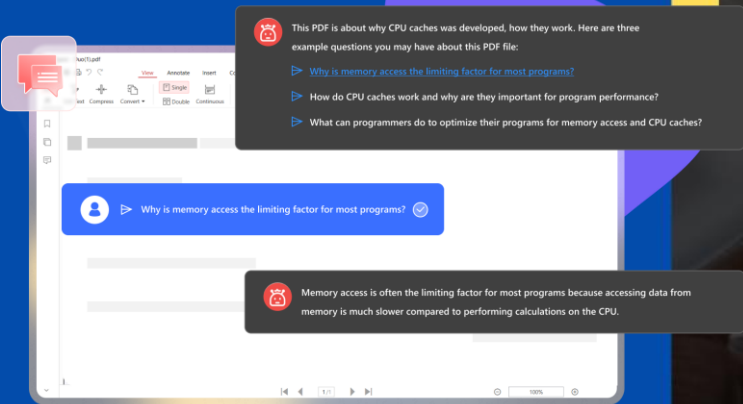 This PDF is about why CPU caches was developed, how they work. Here are three
example questions you may have about this PDF file:
Why is memory access the limiting factor for most programs?
How do CPU caches work and why are they important for program performance?
What can programmers do to optimize their programs for memory access and CPU caches?
(1).pdf
View Annotate Insert
Single
Compress Convert Double Continuous
Why is memory access the limiting factor for most programs?
Memory access is often the limiting factor for most programs because accessing data from
memory is much slower compared to performing calculations on the CPU.
1/1
100%